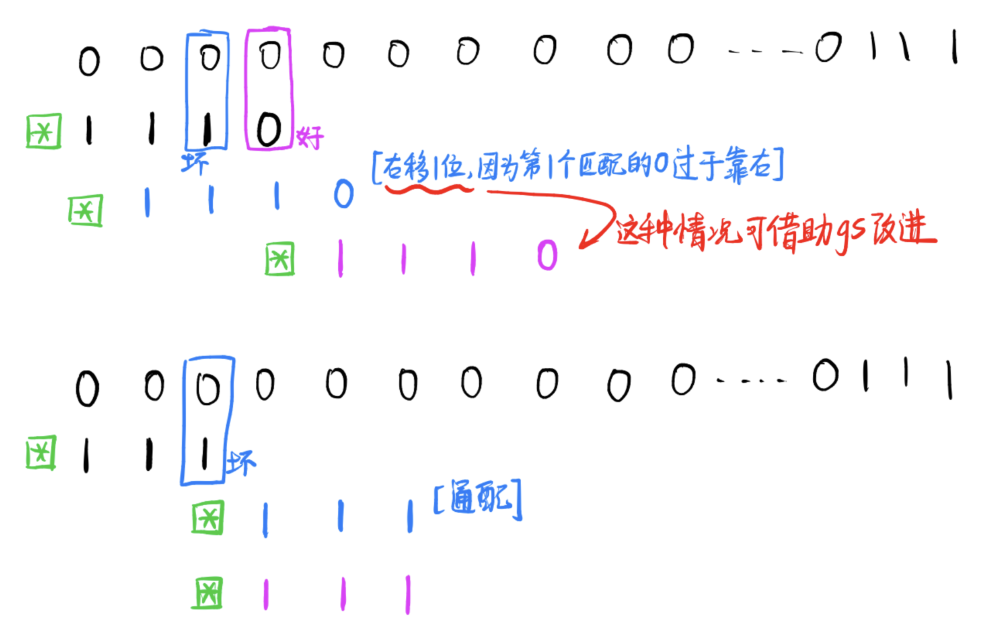 0 0 0 0 0 0 0 0 0 0 ---- 0 1 1 1
* 1 1 1 0 好
坏
* 1 1 1 0 [右移1位,因为第1个匹配的0过于靠右]
这种情况可借助gs改进
* 1 1 1 0
0 0 0 0 0 0 0 0 0 0 ···· 0 1 1 1
* 1 1 1 坏
* 1 1 1 [通配]
* 1 1 1